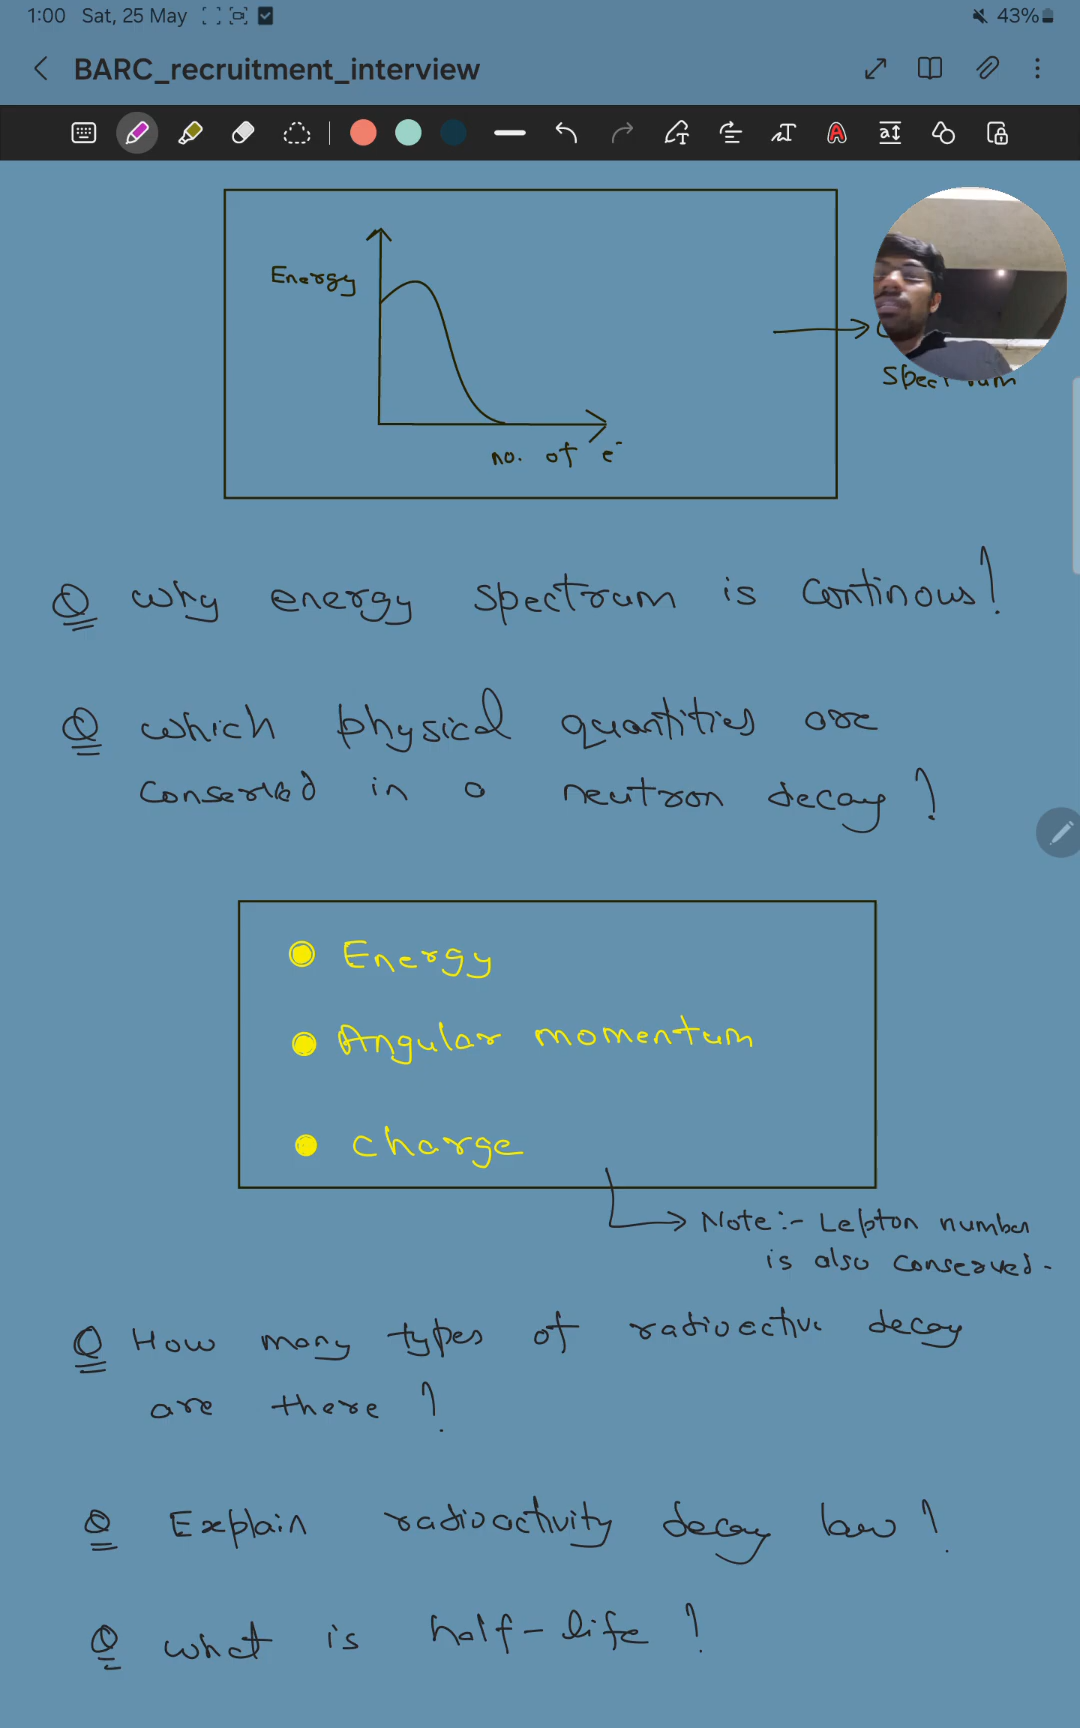 1:00 Sat, 25 May
43%
BARC_recruitment_interview
Energy
no. of e-
Spectrum
Q why energy spectrum is continous?
Q which physical quantities are
conserved in a neutron decay?
Energy
Angular momentum
charge
Note:- Lepton number
is also conserved.
Q How many types of radioactive decay
are there?
Q Explain radioactivity decay law?
Q what is half-life?